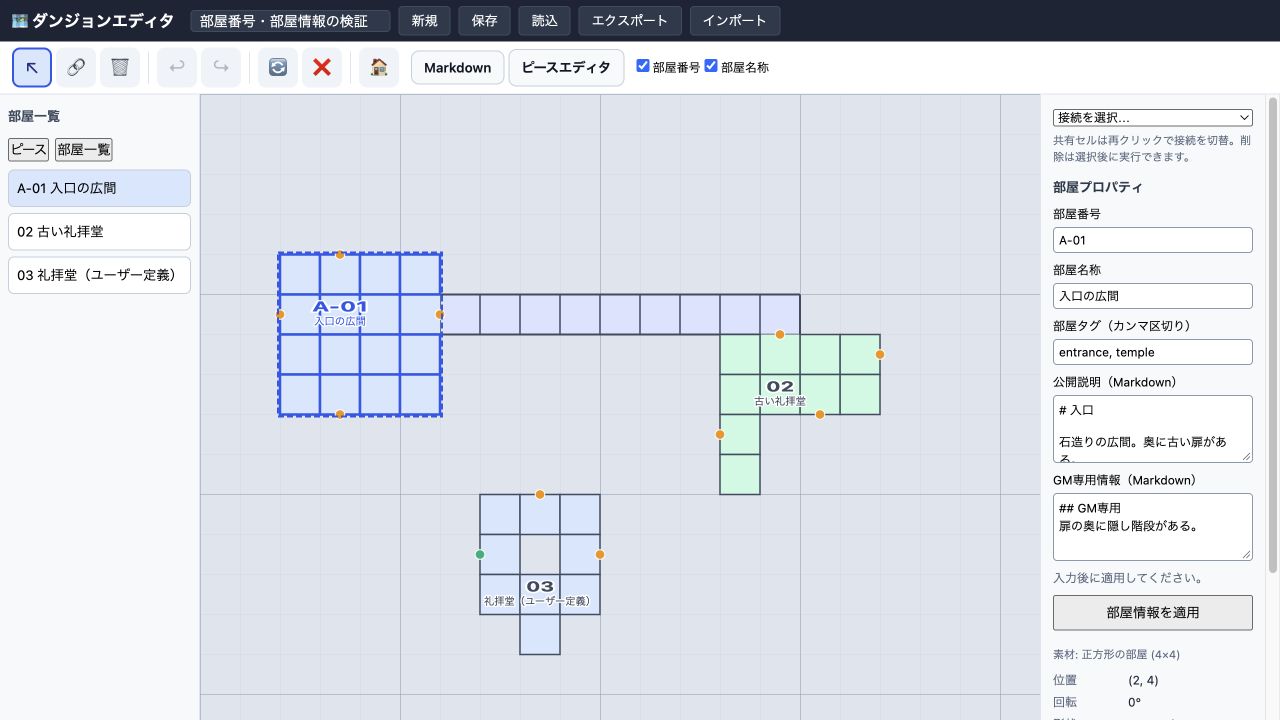 ダンジョンエディタ
部屋番号・部屋情報の検証
新規
保存
読込
エクスポート
インポート
Markdown
ピースエディタ
部屋番号
部屋名称
部屋一覧
ピース
部屋一覧
A-01 入口の広間
02 古い礼拝堂
03 礼拝堂（ユーザー定義）
A-01
入口の広間
02
古い礼拝堂
03
礼拝堂（ユーザー定義）
接続を選択...
共有セルは再クリックで接続を切替。削
除は選択後に実行できます。
部屋プロパティ
部屋番号
A-01
部屋名称
入口の広間
部屋タグ（カンマ区切り）
entrance, temple
公開説明（Markdown）
# 入口
石造りの広間。奥に古い扉があ
る。
GM専用情報（Markdown）
## GM専用
扉の奥に隠し階段がある。
入力後に適用してください。
部屋情報を適用
素材: 正方形の部屋 (4×4)
位置
(2, 4)
回転
0°